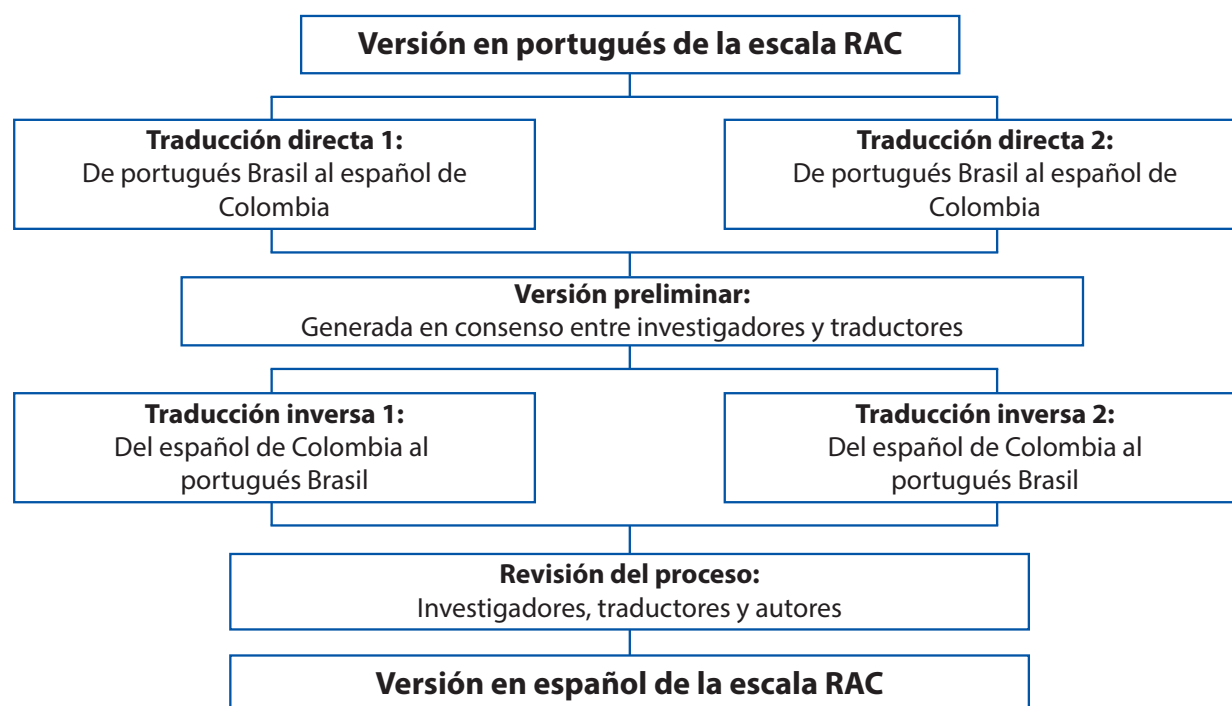 Versión en portugués de la escala RAC
Traducción directa 1:
De portugués Brasil al español de
Colombia
Traducción directa 2:
De portugués Brasil al español de
Colombia
Versión preliminar:
Generada en consenso entre investigadores y traductores
Traducción inversa 1:
Del español de Colombia al
portugués Brasil
Traducción inversa 2:
Del español de Colombia al
portugués Brasil
Revisión del proceso:
Investigadores, traductores y autores
Versión en español de la escala RAC